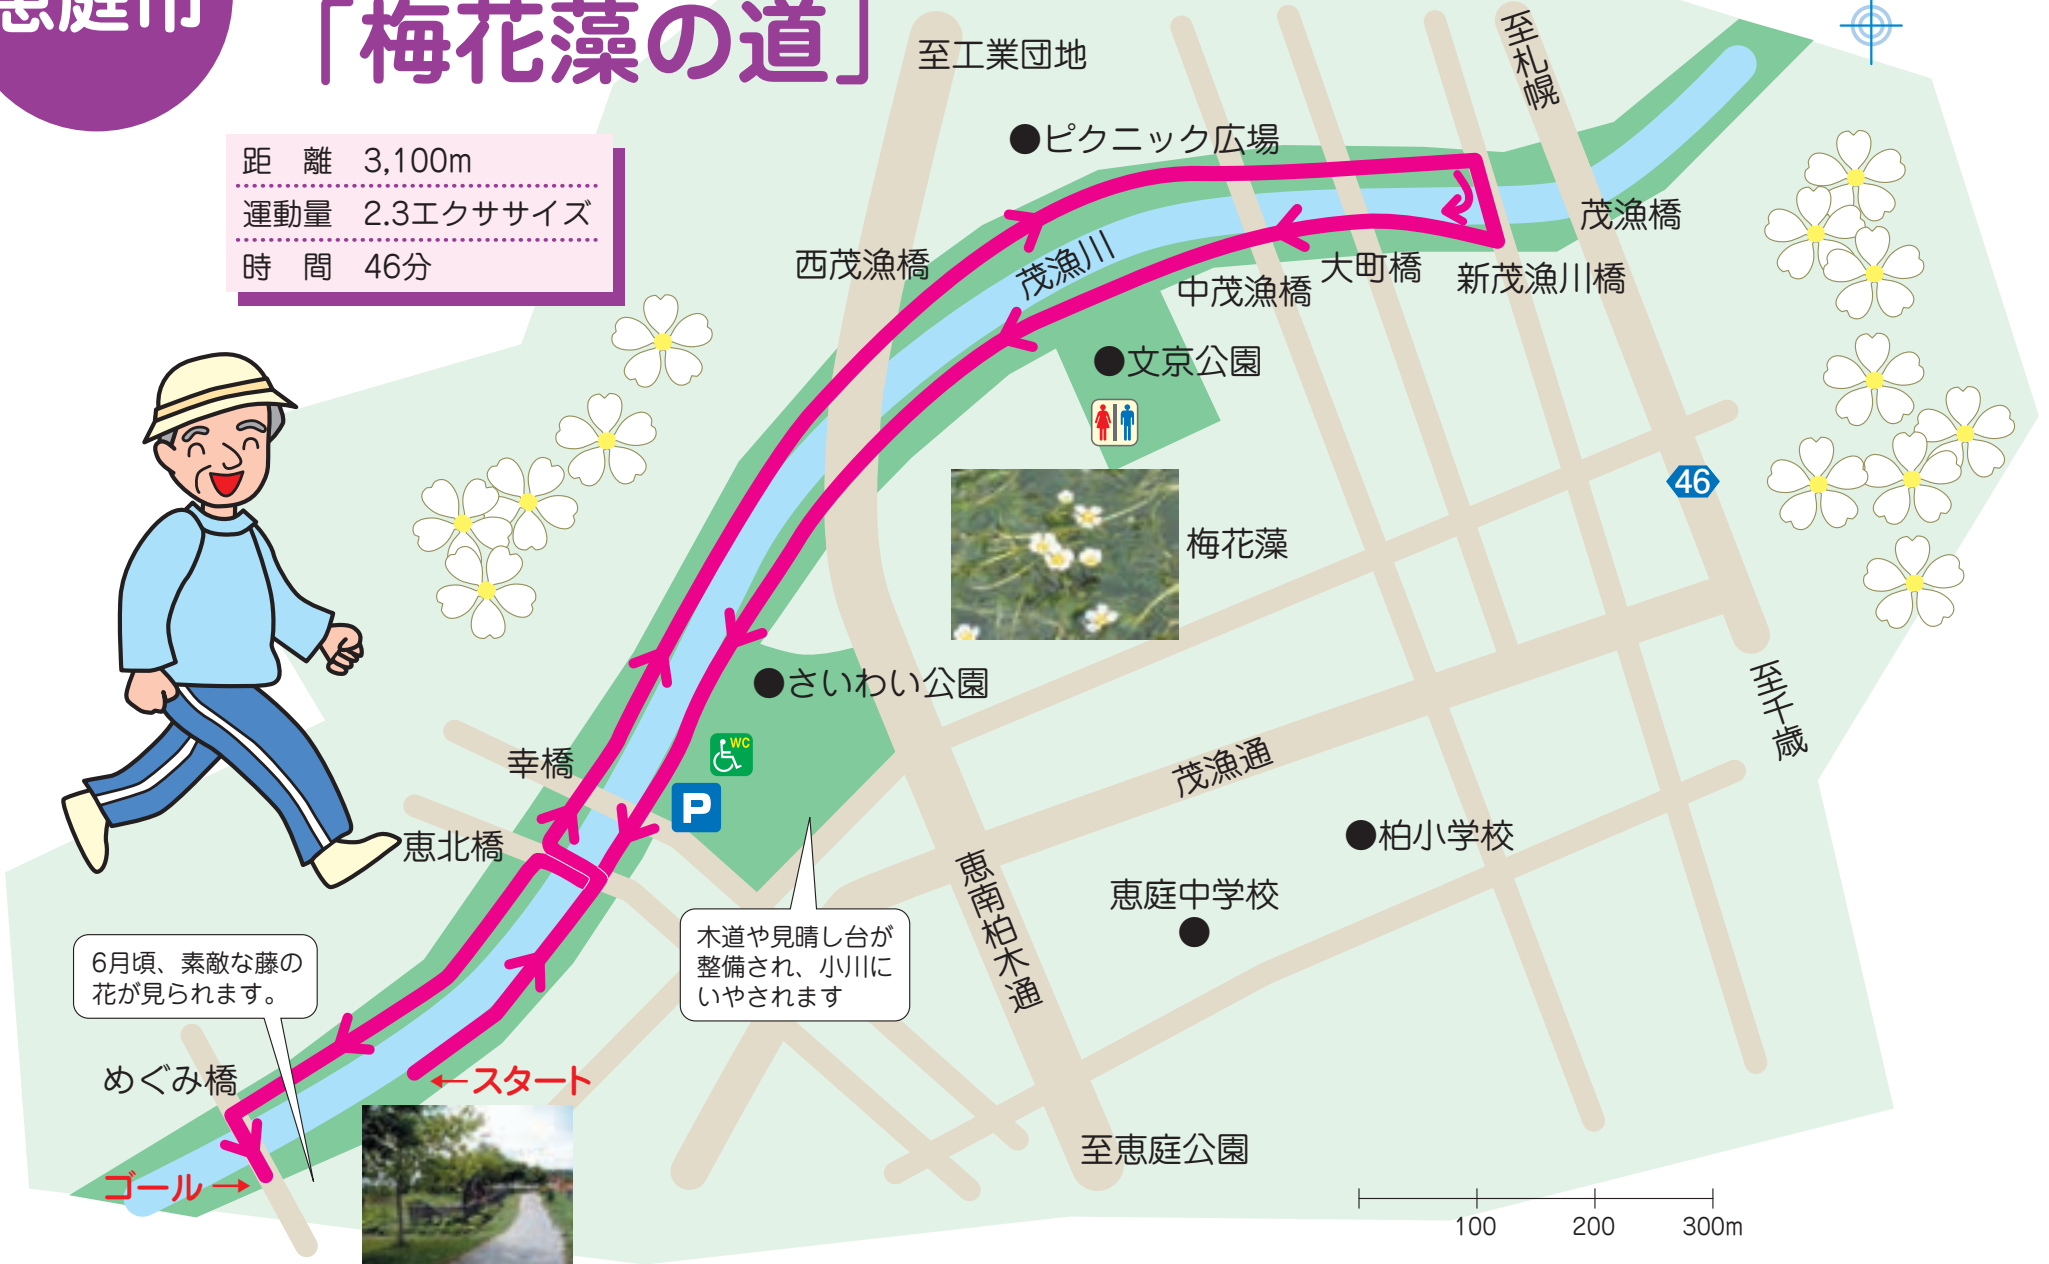 恵庭市
「梅花藻の道」
距離 3,100m
運動量 2.3エクササイズ
時間 46分
至工業団地
至札幌
ピクニック広場
茂漁橋
西茂漁橋
茂漁川
中茂漁橋
大町橋
新茂漁川橋
文京公園
46
梅花藻
さいわい公園
至千歳
WC
P
幸橋
茂漁通
恵北橋
柏小学校
恵庭中学校
恵南柏木通
木道や見晴し台が
整備され、小川に
いやされます
6月頃、素敵な藤の
花が見られます。
めぐみ橋
←スタート
ゴール→
至恵庭公園
100 200 300m